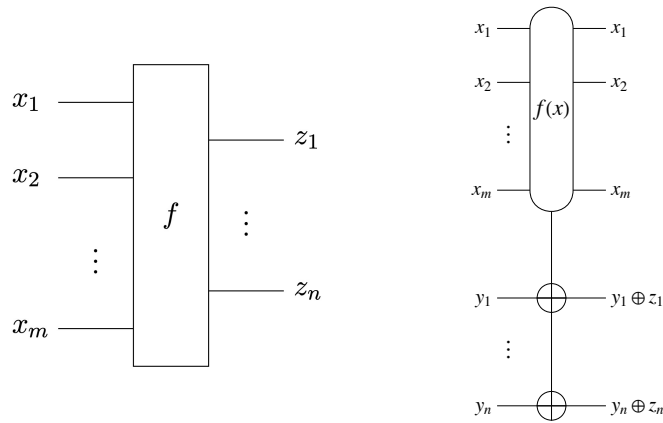 x₁
x₂
⋮
xₘ
f
z₁
⋮
zₙ
x₁ x₁
x₂ x₂
f(x)
⋮
xₘ xₘ
y₁ y₁ ⊕ z₁
⋮
yₙ yₙ ⊕ zₙ